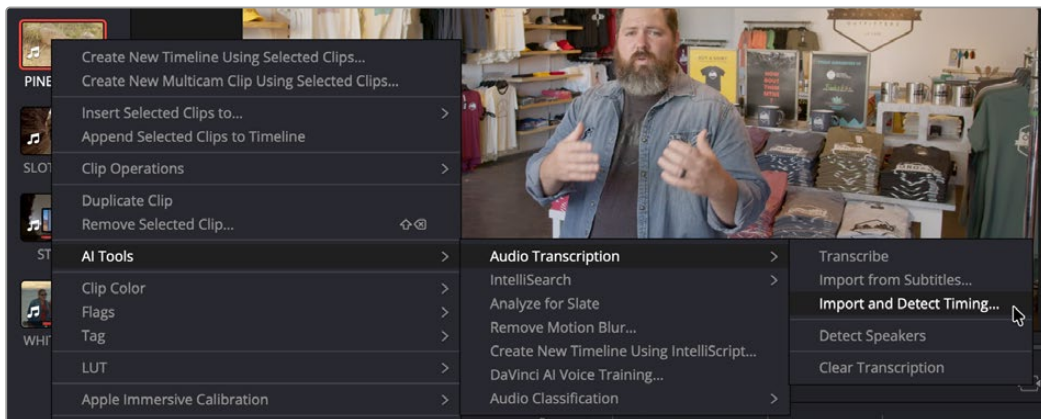 PINE
SLOT
ST
WHIT
Create New Timeline Using Selected Clips...
Create New Multicam Clip Using Selected Clips...
Insert Selected Clips to...
Append Selected Clips to Timeline
Clip Operations
Duplicate Clip
Remove Selected Clip...
AI Tools
Clip Color
Flags
Tag
LUT
Apple Immersive Calibration
Audio Transcription
IntelliSearch
Analyze for Slate
Remove Motion Blur...
Create New Timeline Using IntelliScript...
DaVinci AI Voice Training...
Audio Classification
Transcribe
Import from Subtitles...
Import and Detect Timing...
Detect Speakers
Clear Transcription